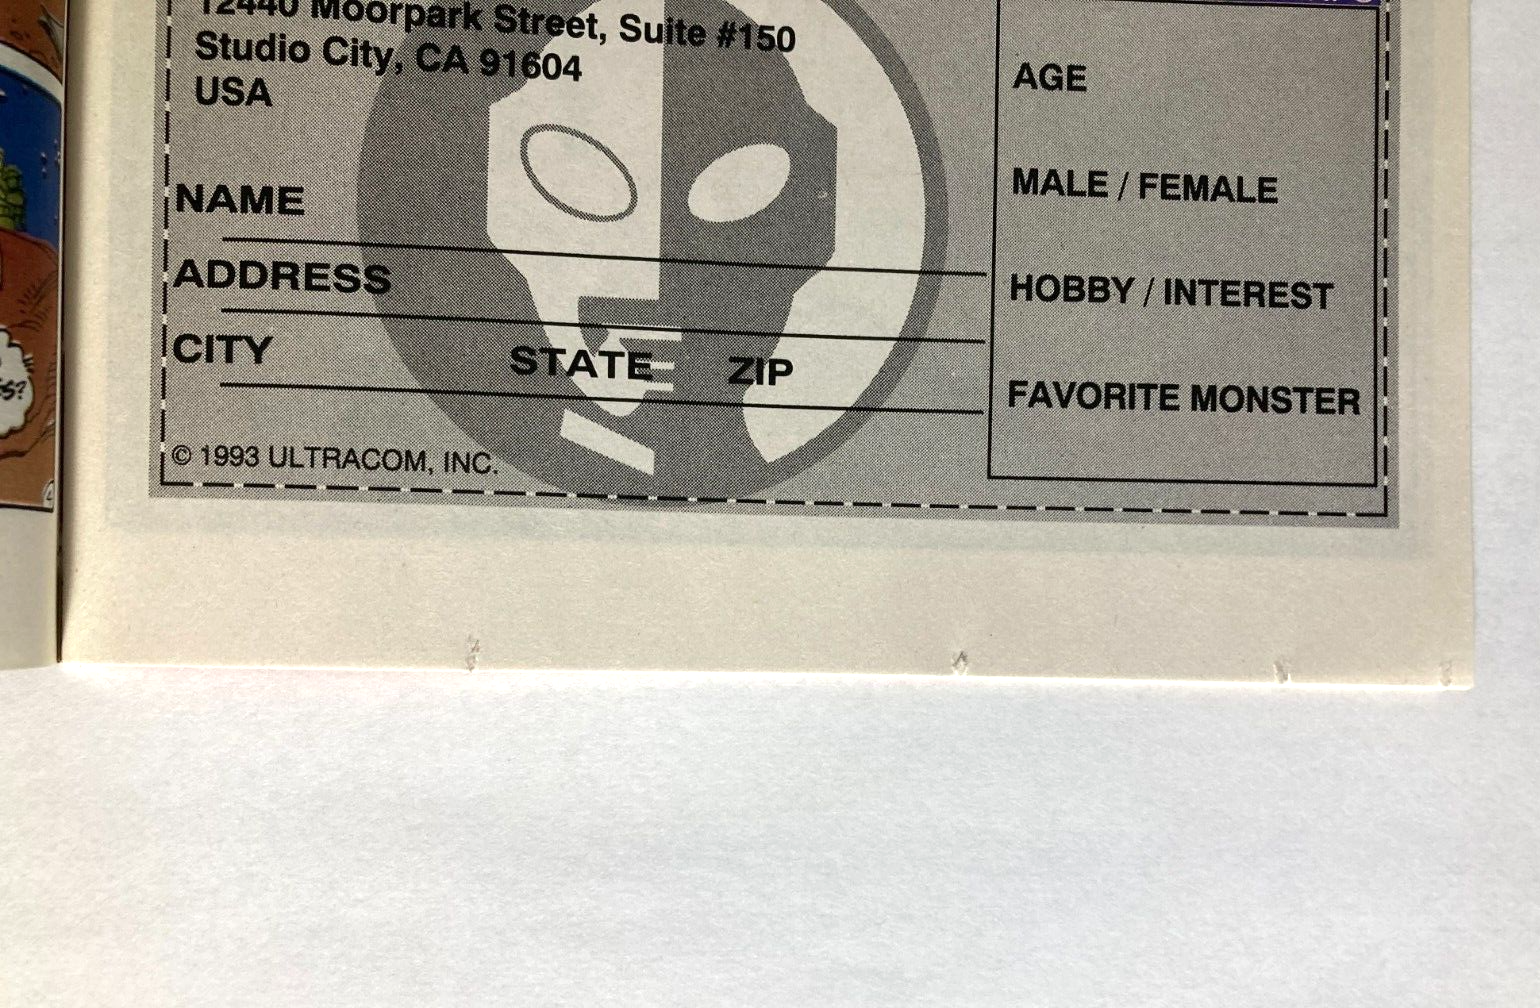 12440 Moorpark Street, Suite #150
Studio City, CA 91604
USA
NAME
ADDRESS
CITY STATE ZIP
© 1993 ULTRACOM, INC.
AGE
MALE / FEMALE
HOBBY / INTEREST
FAVORITE MONSTER